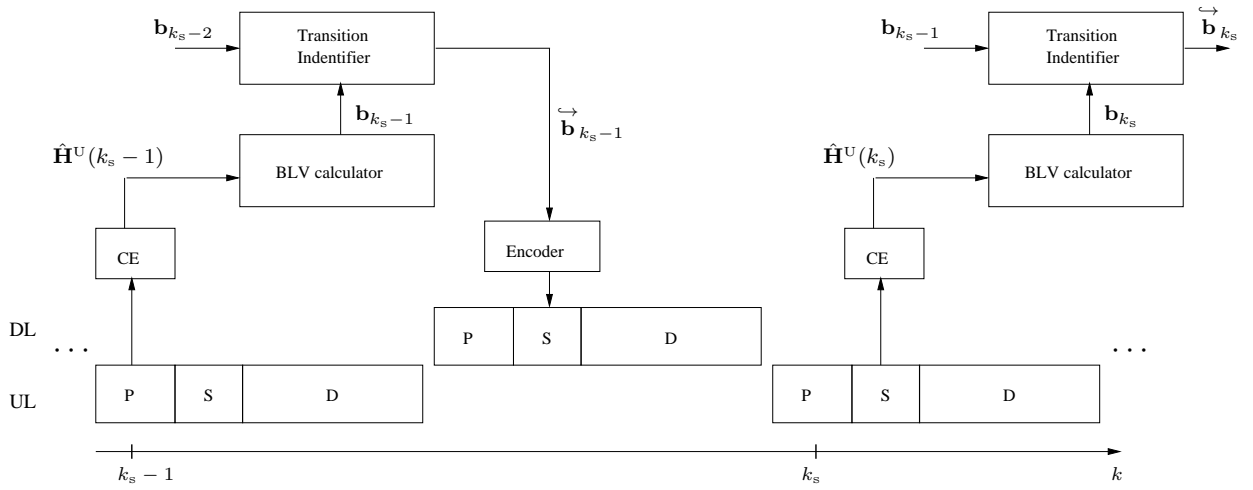 b_{k_s−2}
Transition
Indentifier
b_{k_s−1}
BLV calculator
Ĥ^U(k_s − 1)
CE
↪b_{k_s−1}
Encoder
b_{k_s−1}
Transition
Indentifier
↪b_{k_s}
b_{k_s}
BLV calculator
Ĥ^U(k_s)
CE
DL
P S D
. . .
. . .
UL
P S D
P S D
k_s − 1
k_s
k